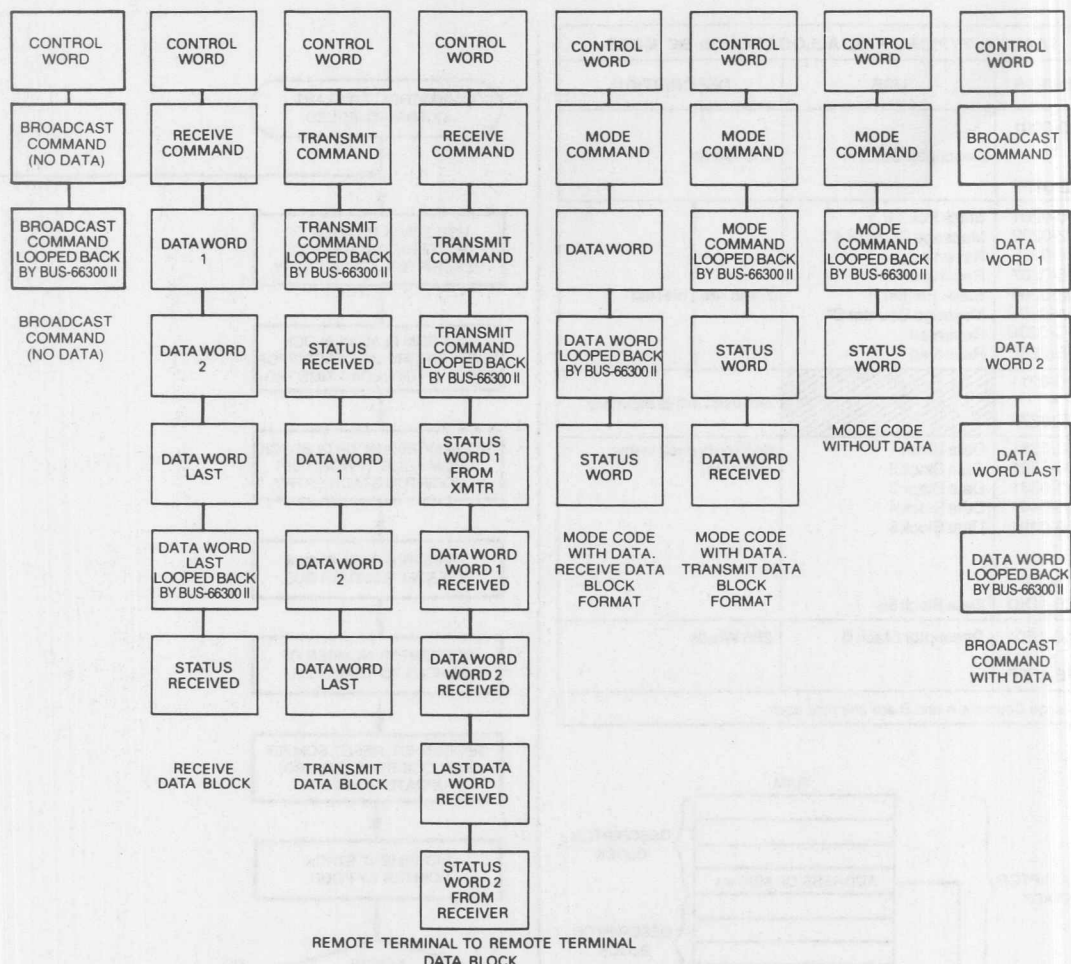 CONTROL
WORD
BROADCAST
COMMAND
(NO DATA)
BROADCAST
COMMAND
LOOPED BACK
BY BUS-66300 II
BROADCAST
COMMAND
(NO DATA)
CONTROL
WORD
RECEIVE
COMMAND
DATA WORD
1
DATA WORD
2
DATA WORD
LAST
DATA WORD
LAST
LOOPED BACK
BY BUS-66300 II
STATUS
RECEIVED
RECEIVE
DATA BLOCK
CONTROL
WORD
TRANSMIT
COMMAND
TRANSMIT
COMMAND
LOOPED BACK
BY BUS-66300 II
STATUS
RECEIVED
DATA WORD
1
DATA WORD
2
DATA WORD
LAST
TRANSMIT
DATA BLOCK
CONTROL
WORD
RECEIVE
COMMAND
TRANSMIT
COMMAND
TRANSMIT
COMMAND
LOOPED BACK
BY BUS-66300 II
STATUS
WORD 1
FROM
XMTR
DATA WORD
WORD 1
RECEIVED
DATA WORD
WORD 2
RECEIVED
LAST DATA
WORD
RECEIVED
STATUS
WORD 2
FROM
RECEIVER
REMOTE TERMINAL TO REMOTE TERMINAL
DATA BLOCK
CONTROL
WORD
MODE
COMMAND
DATA WORD
DATA WORD
LOOPED BACK
BY BUS-66300 II
STATUS
WORD
MODE CODE
WITH DATA.
RECEIVE DATA
BLOCK
FORMAT
CONTROL
WORD
MODE
COMMAND
MODE
COMMAND
LOOPED BACK
BY BUS-66300 II
STATUS
WORD
DATA WORD
RECEIVED
MODE CODE
WITH DATA.
TRANSMIT DATA
BLOCK
FORMAT
CONTROL
WORD
MODE
COMMAND
MODE
COMMAND
LOOPED BACK
BY BUS-66300 II
STATUS
WORD
MODE CODE
WITHOUT DATA
CONTROL
WORD
BROADCAST
COMMAND
DATA
WORD 1
DATA
WORD 2
DATA
WORD LAST
DATA WORD
LOOPED BACK
BY BUS-66300 II
BROADCAST
COMMAND
WITH DATA